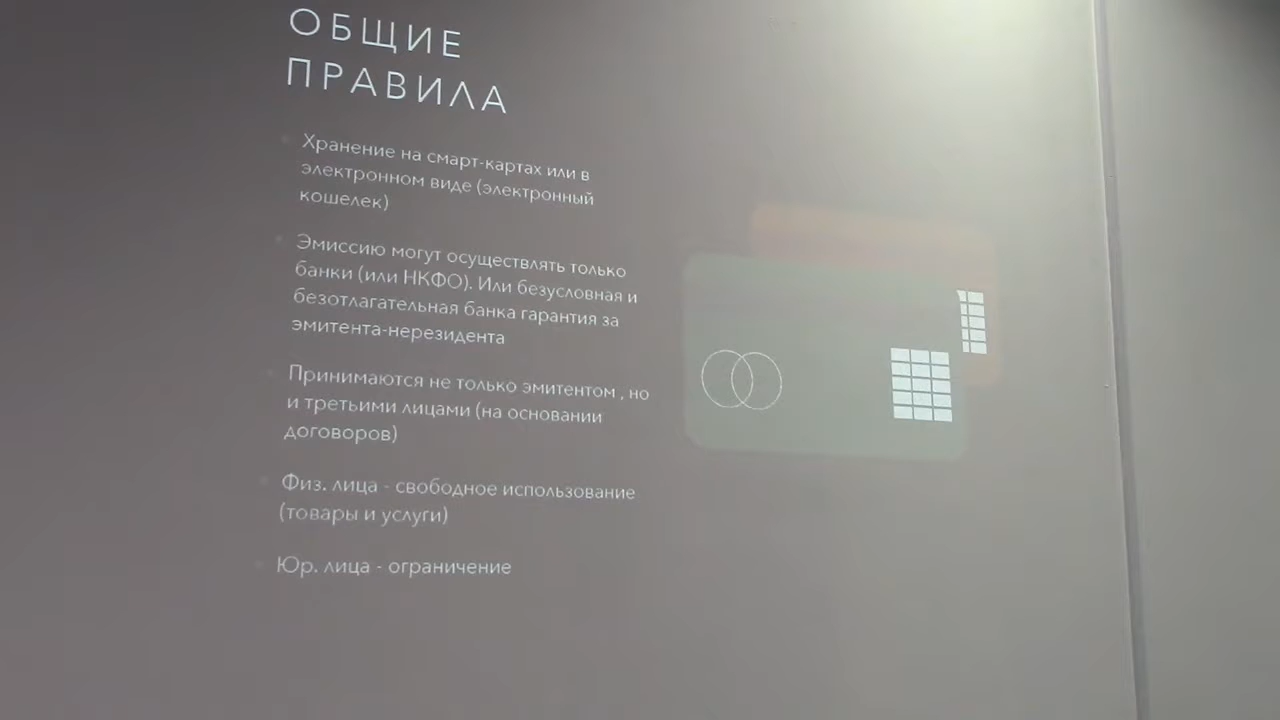 ОБЩИЕ
ПРАВИЛА
Хранение на смарт-картах или в
электронном виде (электронный
кошелек)
Эмиссию могут осуществлять только
банки (или НКФО). Или безусловная и
безотлагательная банка гарантия за
эмитента-нерезидента
Принимаются не только эмитентом , но
и третьими лицами (на основании
договоров)
Физ. лица - свободное использование
(товары и услуги)
Юр. лица - ограничение